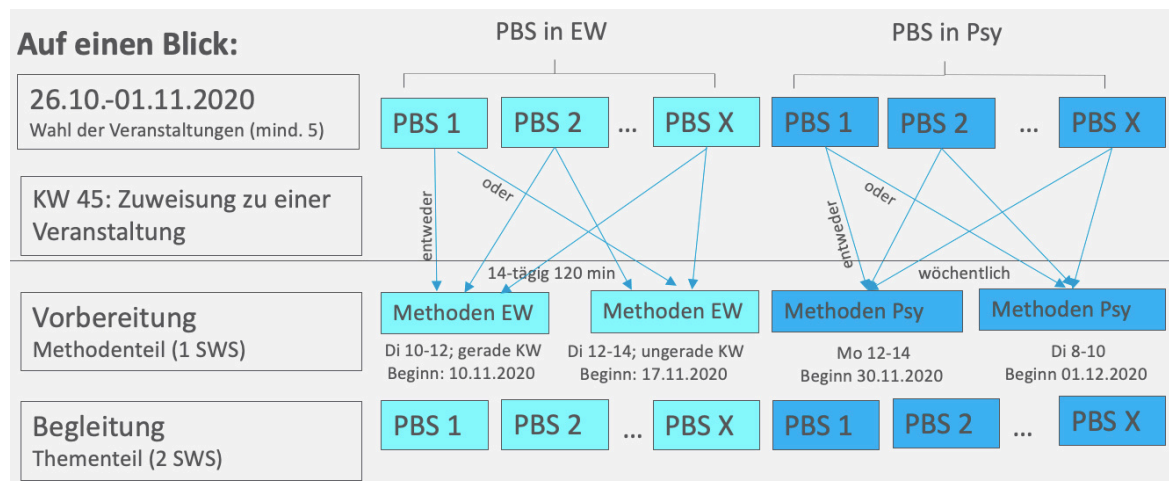 Auf einen Blick:
PBS in EW
PBS in Psy
26.10.-01.11.2020
Wahl der Veranstaltungen (mind. 5)
PBS 1
PBS 2
...
PBS X
PBS 1
PBS 2
...
PBS X
KW 45: Zuweisung zu einer
Veranstaltung
entweder
oder
entweder
oder
14-tägig 120 min
wöchentlich
Vorbereitung
Methodenteil (1 SWS)
Methoden EW
Di 10-12; gerade KW
Beginn: 10.11.2020
Methoden EW
Di 12-14; ungerade KW
Beginn: 17.11.2020
Methoden Psy
Mo 12-14
Beginn 30.11.2020
Methoden Psy
Di 8-10
Beginn 01.12.2020
Begleitung
Thementeil (2 SWS)
PBS 1
PBS 2
...
PBS X
PBS 1
PBS 2
...
PBS X